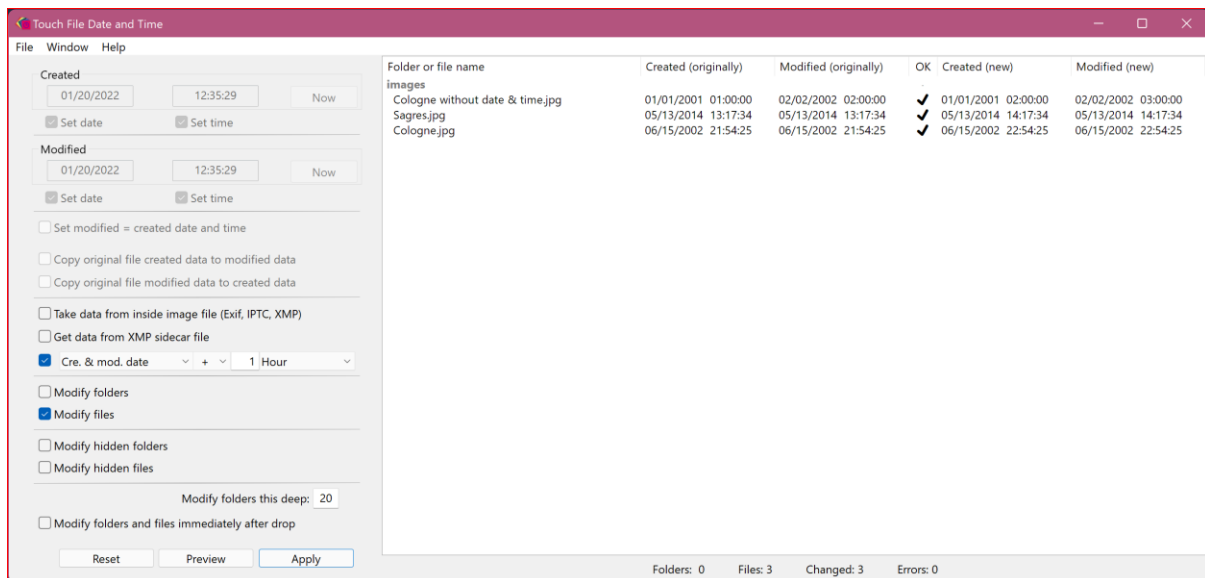 Touch File Date and Time
File Window Help
Created
01/20/2022 12:35:29 Now
Set date Set time
Modified
01/20/2022 12:35:29 Now
Set date Set time
Set modified = created date and time
Copy original file created data to modified data
Copy original file modified data to created data
Take data from inside image file (Exif, IPTC, XMP)
Get data from XMP sidecar file
Cre. & mod. date + 1 Hour
Modify folders
Modify files
Modify hidden folders
Modify hidden files
Modify folders this deep: 20
Modify folders and files immediately after drop
Reset Preview Apply
Folder or file name Created (originally) Modified (originally) OK Created (new) Modified (new)
images
Cologne without date & time.jpg 01/01/2001 01:00:00 02/02/2002 02:00:00 ✔ 01/01/2001 02:00:00 02/02/2002 03:00:00
Sagres.jpg 05/13/2014 13:17:34 05/13/2014 13:17:34 ✔ 05/13/2014 14:17:34 05/13/2014 14:17:34
Cologne.jpg 06/15/2002 21:54:25 06/15/2002 21:54:25 ✔ 06/15/2002 22:54:25 06/15/2002 22:54:25
Folders: 0 Files: 3 Changed: 3 Errors: 0